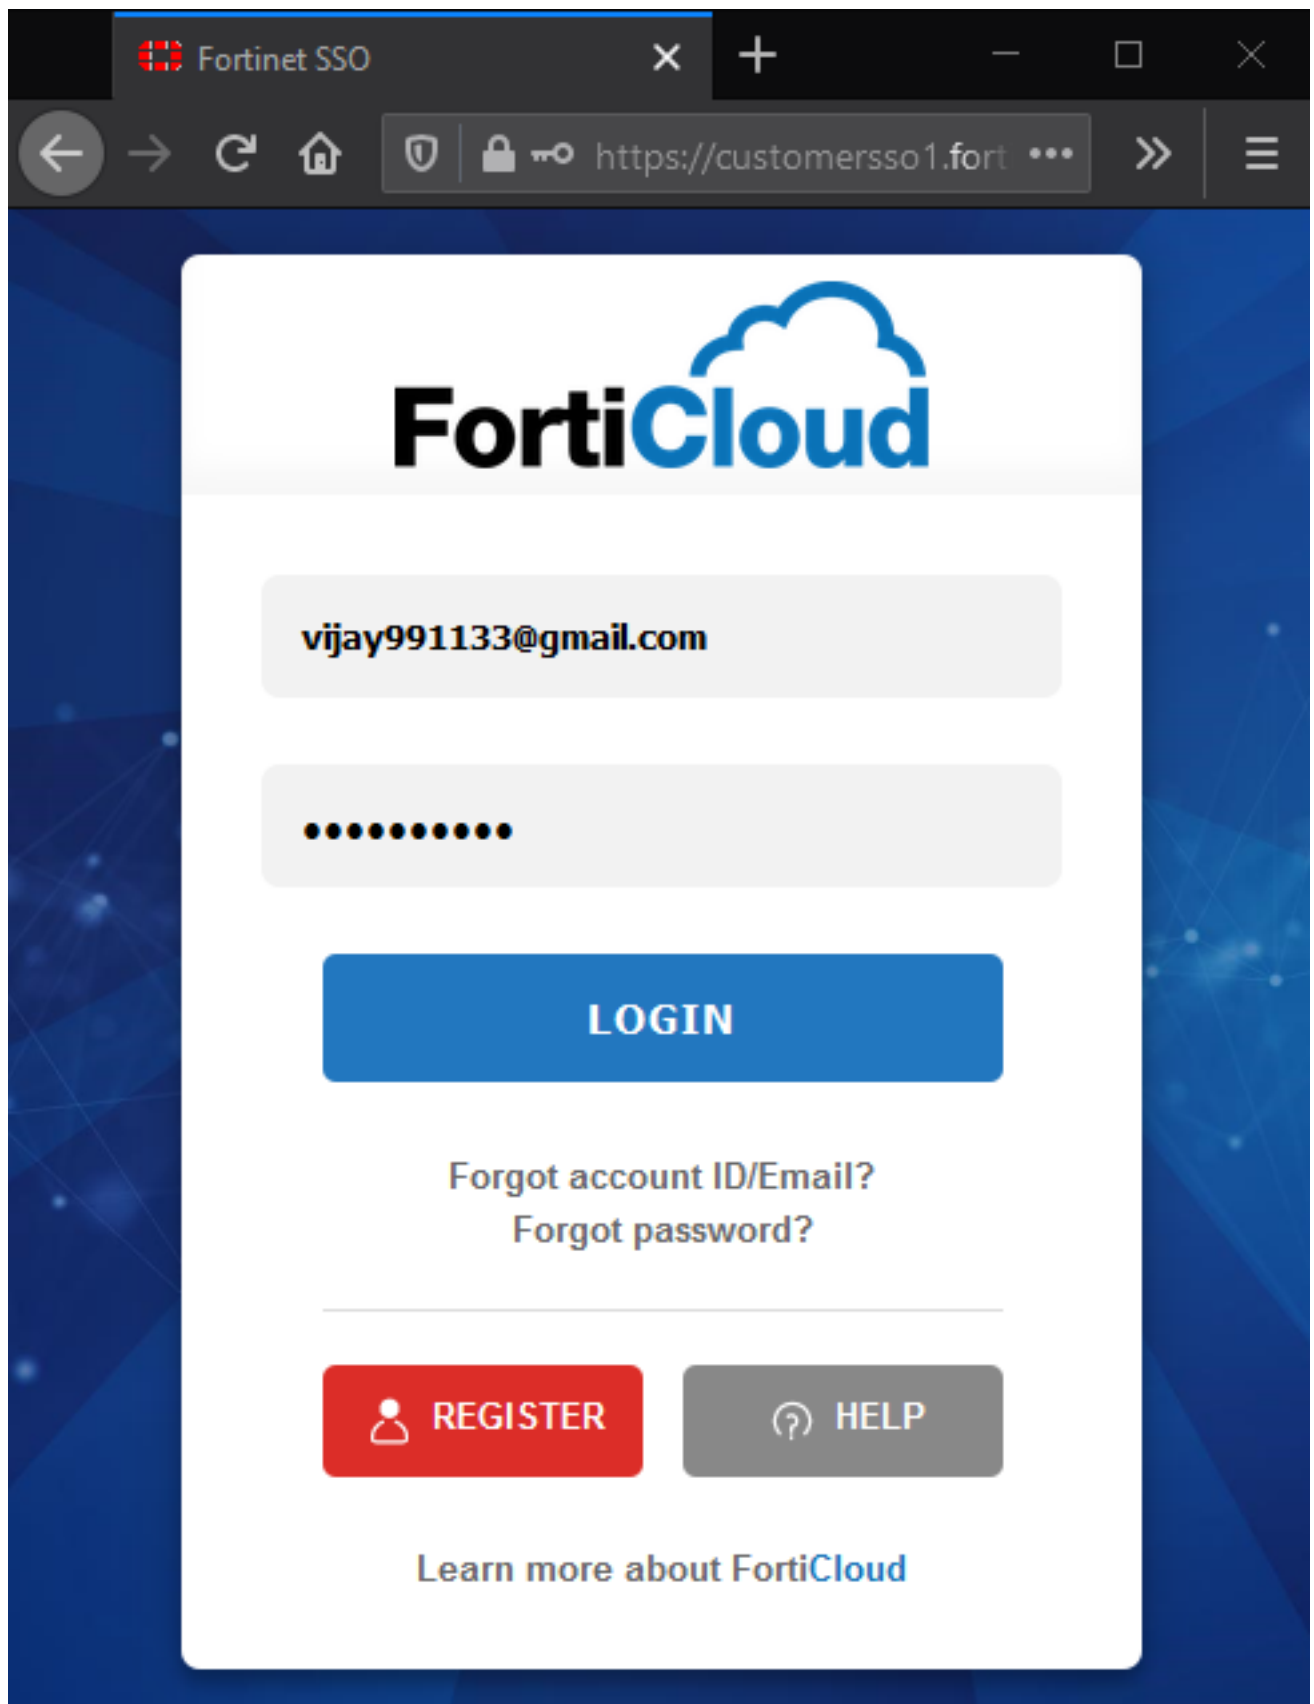 Fortinet SSO
https://customersso1.fort
FortiCloud
vijay991133@gmail.com
LOGIN
Forgot account ID/Email?
Forgot password?
REGISTER
HELP
Learn more about FortiCloud